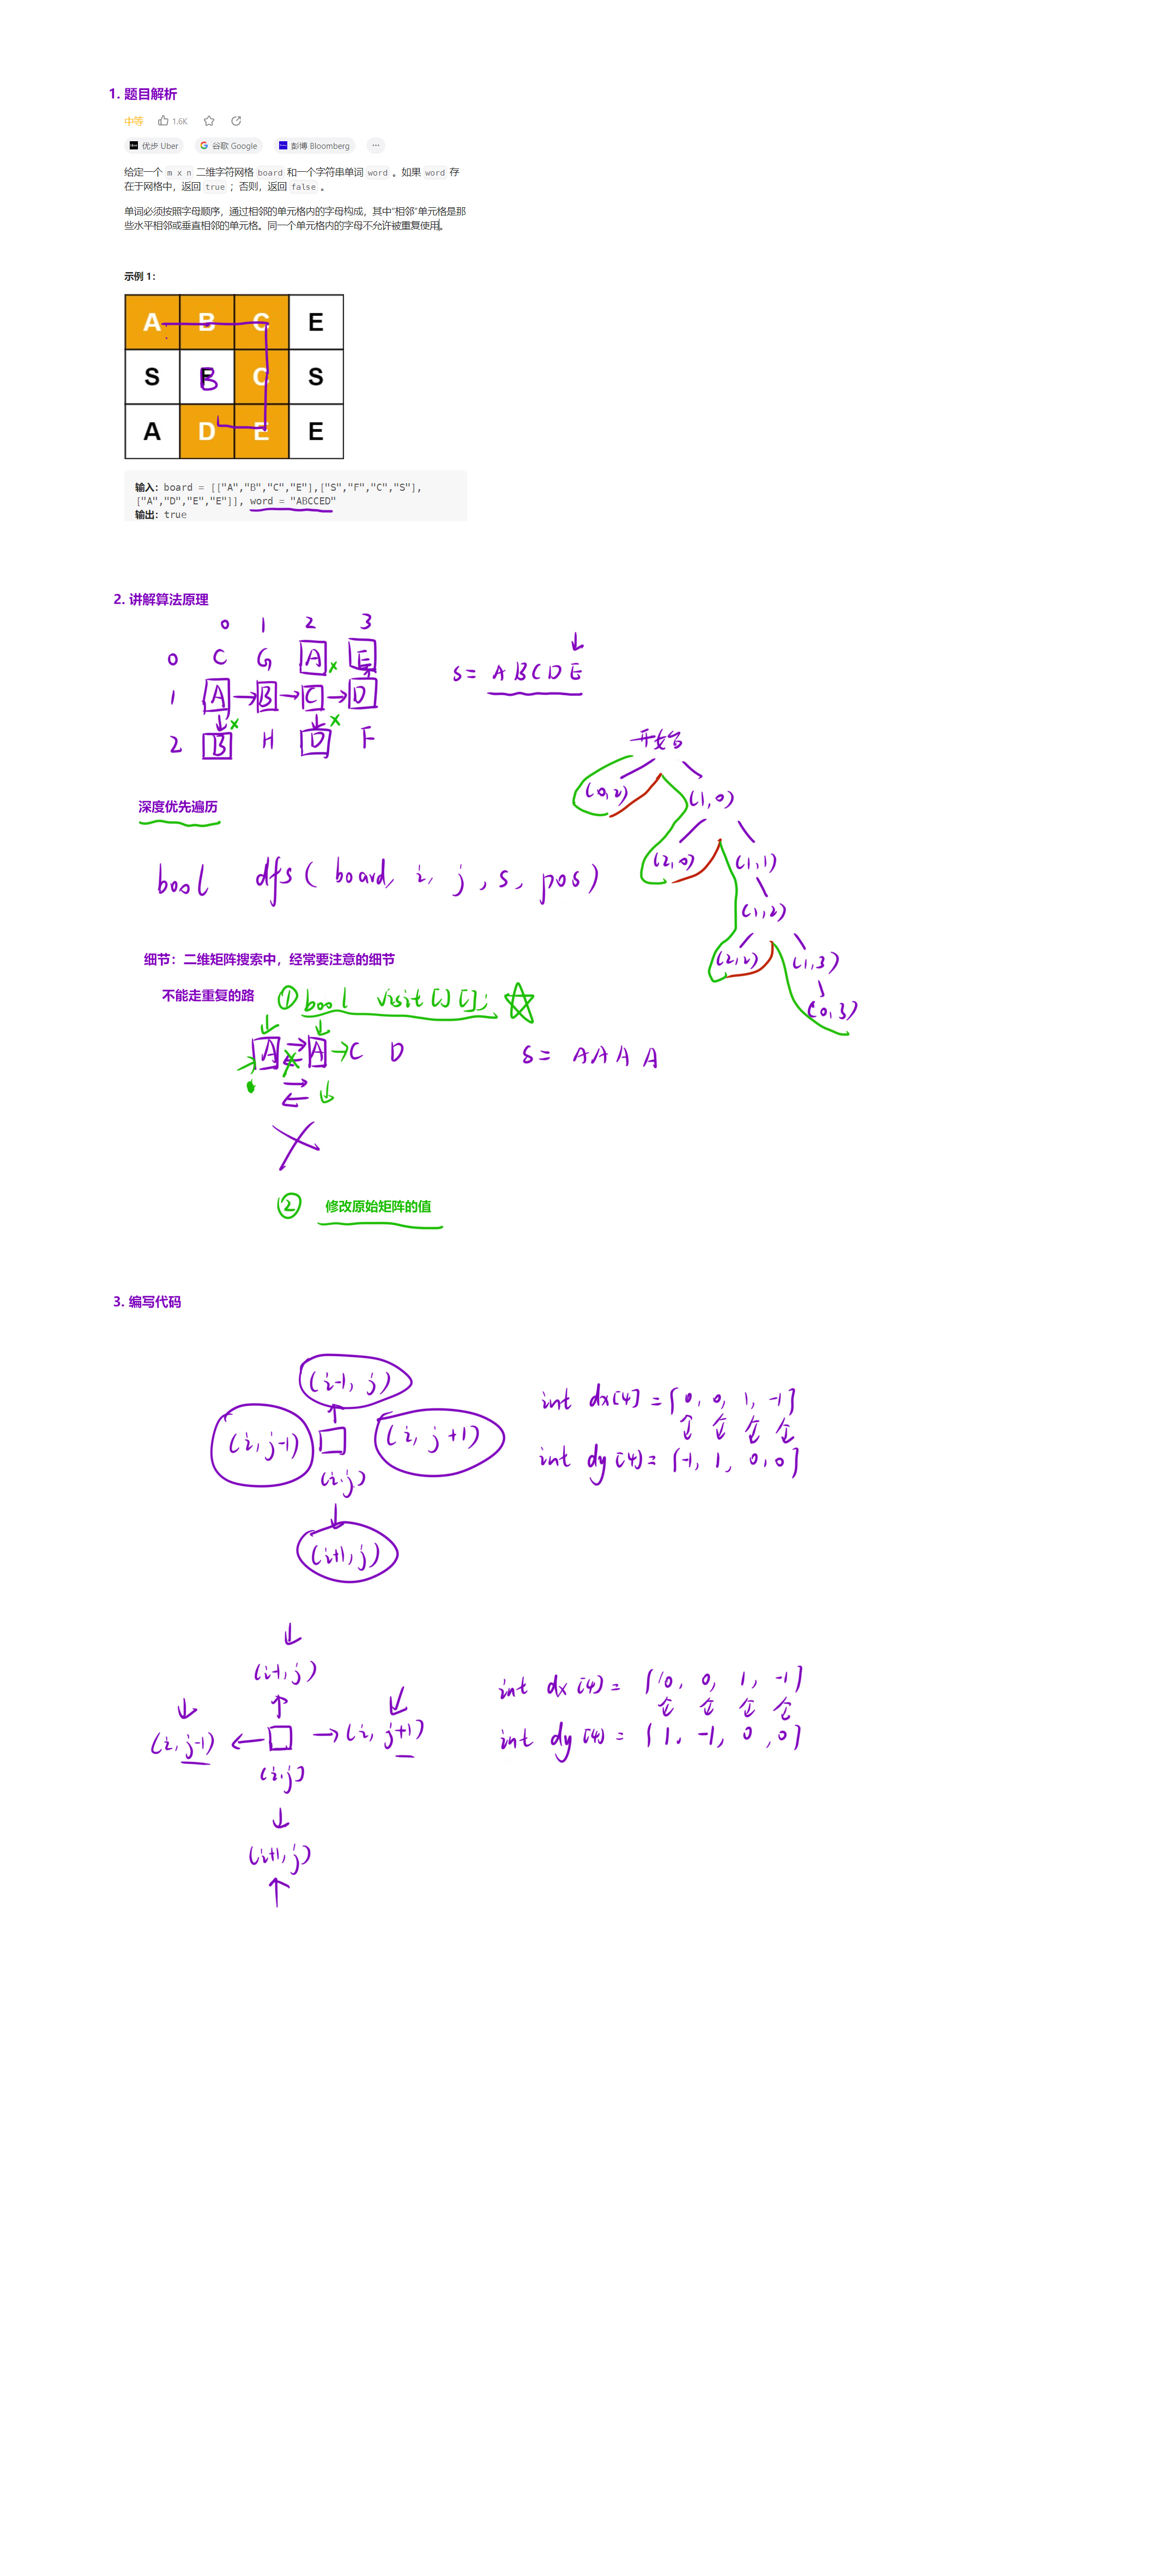 1. 题目解析
中等 1.6K
优步 Uber 谷歌 Google 彭博 Bloomberg ···
给定一个 m x n 二维字符网格 board 和一个字符串单词 word 。如果 word 存
在于网格中，返回 true ；否则，返回 false 。
单词必须按照字母顺序，通过相邻的单元格内的字母构成，其中“相邻”单元格是那
些水平相邻或垂直相邻的单元格。同一个单元格内的字母不允许被重复使用。
示例 1：
A B C E
S F C S
B
A D E E
输入：board = [["A","B","C","E"],["S","F","C","S"],
["A","D","E","E"]], word = "ABCCED"
输出：true
2. 讲解算法原理
0 1 2 3
0 C G A E
1 A B C D
2 B H D F
s = A B C D E
开始
(0,2) (1,0)
(2,0) (1,1)
(1,2)
(2,2) (1,3)
(0,3)
深度优先遍历
bool dfs( board, i, j, s, pos)
细节：二维矩阵搜索中，经常要注意的细节
不能走重复的路 ① bool visit[][];
A A C D s = A A A A
② 修改原始矩阵的值
3. 编写代码
(i-1, j)
(i, j-1) (i, j+1)
(i,j)
(i+1, j)
int dx[4] = [0, 0, 1, -1]
int dy[4] = [-1, 1, 0, 0]
(i-1, j)
(i, j-1) (i, j+1)
(i,j)
(i+1, j)
int dx[4] = [0, 0, 1, -1]
int dy[4] = [1, -1, 0, 0]